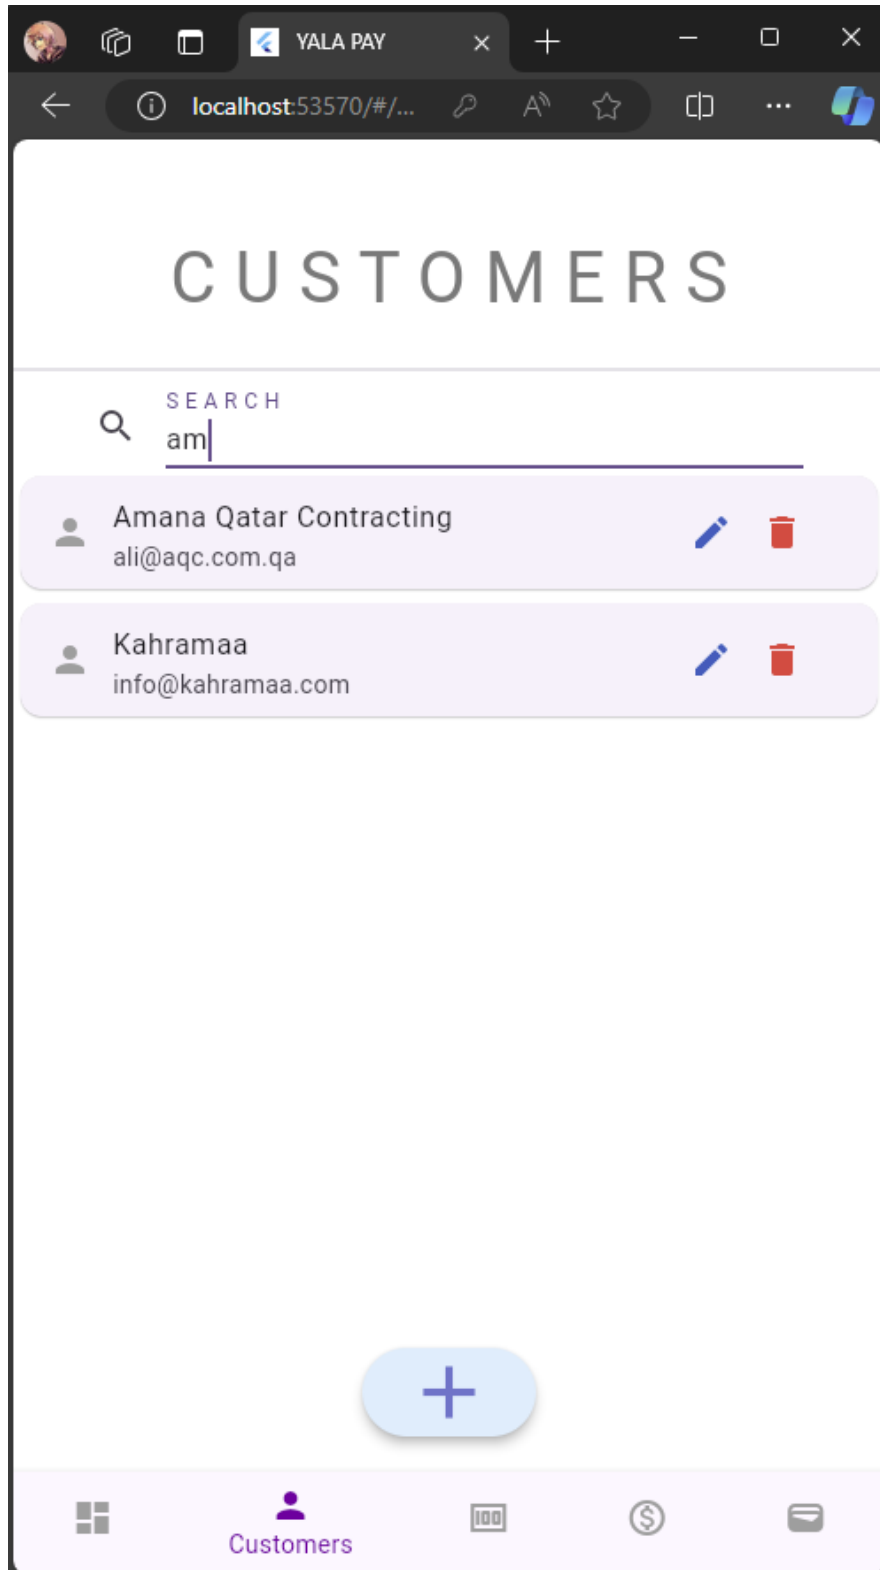 YALA PAY
localhost:53570/#/...
CUSTOMERS
SEARCH
am
Amana Qatar Contracting
ali@aqc.com.qa
Kahramaa
info@kahramaa.com
100
Customers